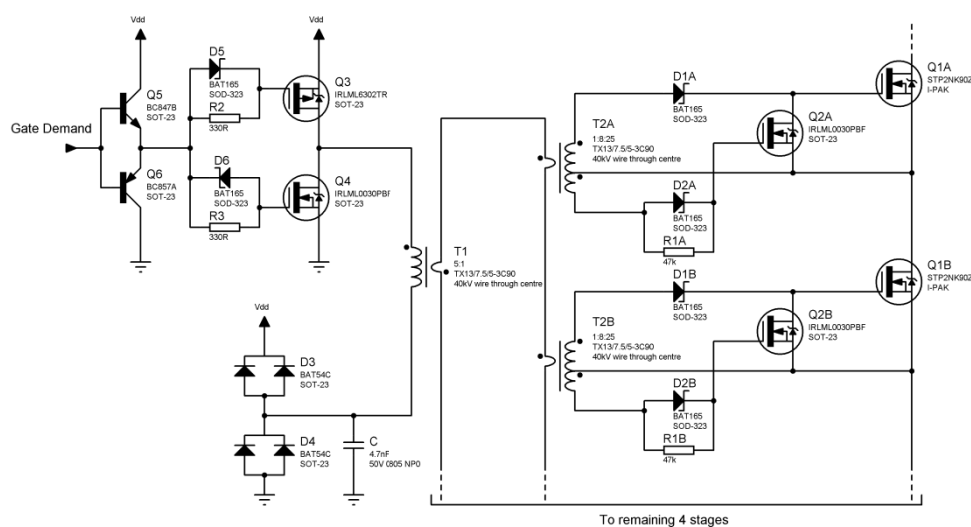 Vdd
Vdd
D5
BAT165
SOD-323
Q3
IRLML6302TR
SOT-23
Q5
BC847B
SOT-23
R2
330R
Gate Demand
D6
BAT165
SOD-323
Q6
BC857A
SOT-23
Q4
IRLML0030PBF
SOT-23
R3
330R
T1
5:1
TX13/7.5/5-3C90
40kV wire through centre
Vdd
D3
BAT54C
SOT-23
D4
BAT54C
SOT-23
C
4.7nF
50V 0805 NP0
Q1A
STP2NK90Z
I-PAK
D1A
BAT165
SOD-323
Q2A
IRLML0030PBF
SOT-23
T2A
1:8:25
TX13/7.5/5-3C90
40kV wire through centre
D2A
BAT165
SOD-323
R1A
47k
Q1B
STP2NK90Z
I-PAK
D1B
BAT165
SOD-323
Q2B
IRLML0030PBF
SOT-23
T2B
1:8:25
TX13/7.5/5-3C90
40kV wire through centre
D2B
BAT165
SOD-323
R1B
47k
To remaining 4 stages